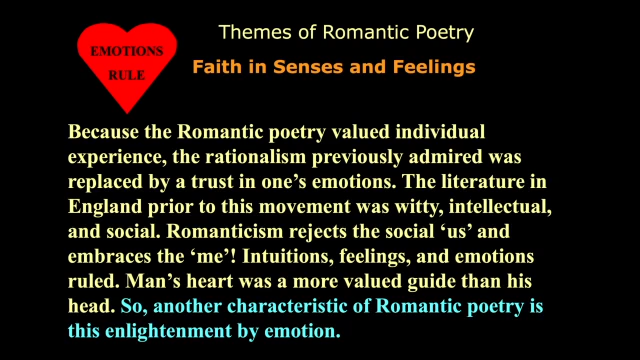 Themes of Romantic Poetry
EMOTIONS
RULE
Faith in Senses and Feelings
Because the Romantic poetry valued individual
experience, the rationalism previously admired was
replaced by a trust in one’s emotions. The literature in
England prior to this movement was witty, intellectual,
and social. Romanticism rejects the social ‘us’ and
embraces the ‘me’! Intuitions, feelings, and emotions
ruled. Man’s heart was a more valued guide than his
head. So, another characteristic of Romantic poetry is
this enlightenment by emotion.